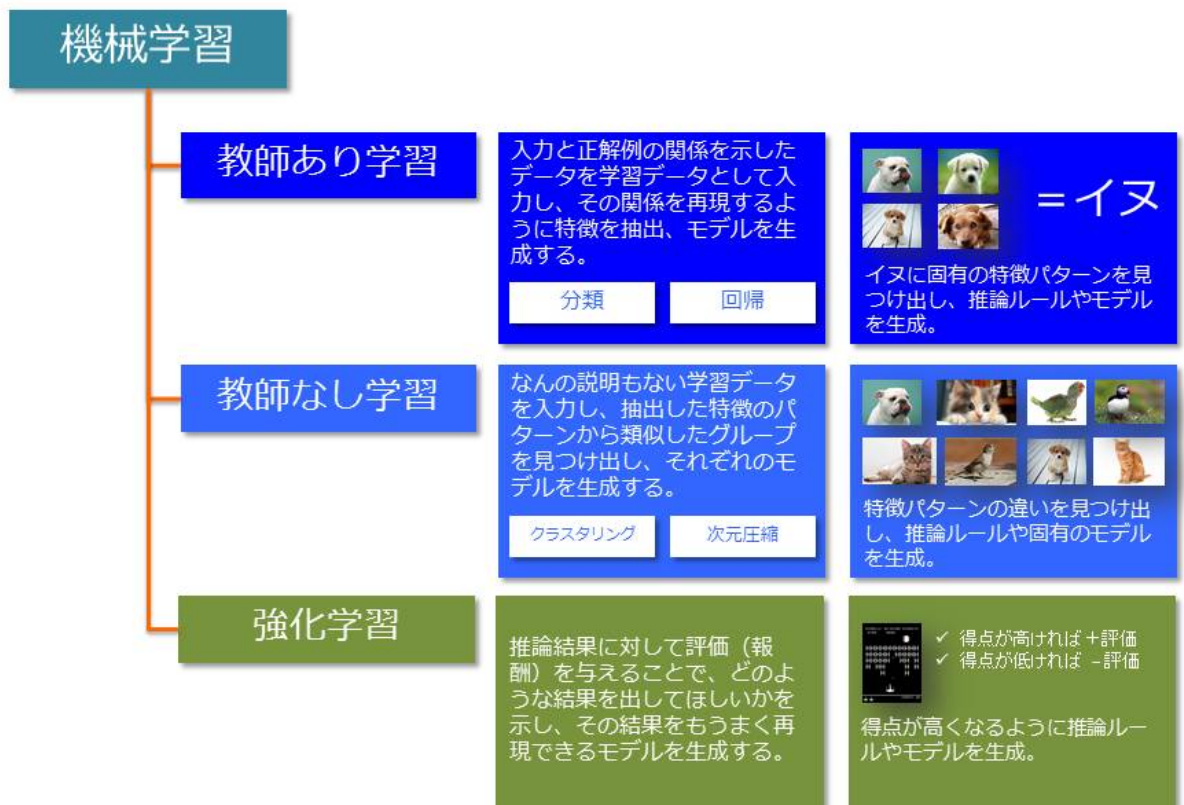 機械学習
教師あり学習
入力と正解例の関係を示した
データを学習データとして入
力し、その関係を再現するよ
うに特徴を抽出、モデルを生
成する。
分類
回帰
＝イヌ
イヌに固有の特徴パターンを見
つけ出し、推論ルールやモデル
を生成。
教師なし学習
なんの説明もない学習データ
を入力し、抽出した特徴のパ
ターンから類似したグループ
を見つけ出し、それぞれのモ
デルを生成する。
クラスタリング
次元圧縮
特徴パターンの違いを見つけ出
し、推論ルールや固有のモデル
を生成。
強化学習
推論結果に対して評価（報
酬）を与えることで、どのよ
うな結果を出してほしいかを
示し、その結果をもうまく再
現できるモデルを生成する。
✓ 得点が高ければ＋評価
✓ 得点が低ければ－評価
得点が高くなるように推論ルー
ルやモデルを生成。